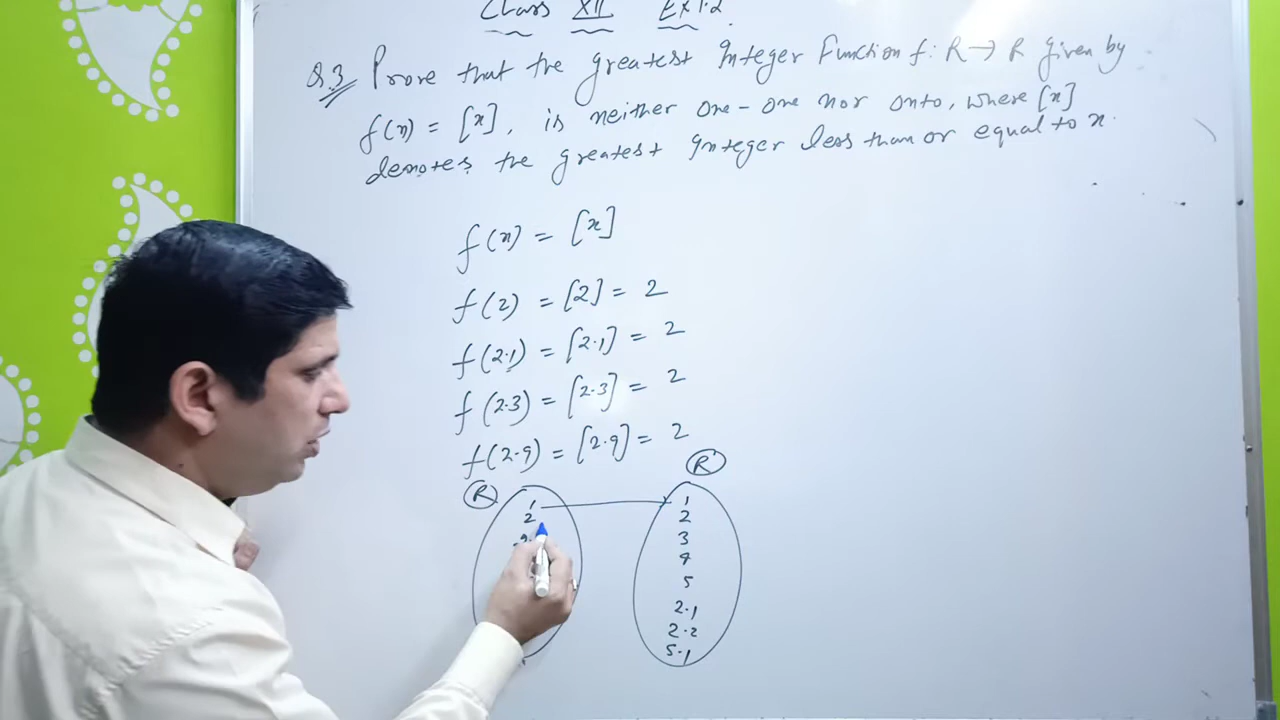 Class XII Ex 1.2
Q.3 Prove that the greatest Integer Function f: R → R given by
f(x) = [x], is neither one-one nor onto, where [x]
denotes the greatest Integer less than or equal to x.
f(x) = [x]
f(2) = [2] = 2
f(2.1) = [2.1] = 2
f(2.3) = [2.3] = 2
f(2.9) = [2.9] = 2
R R
1 1
2 2
3
4
5
2.1
2.2
5.1